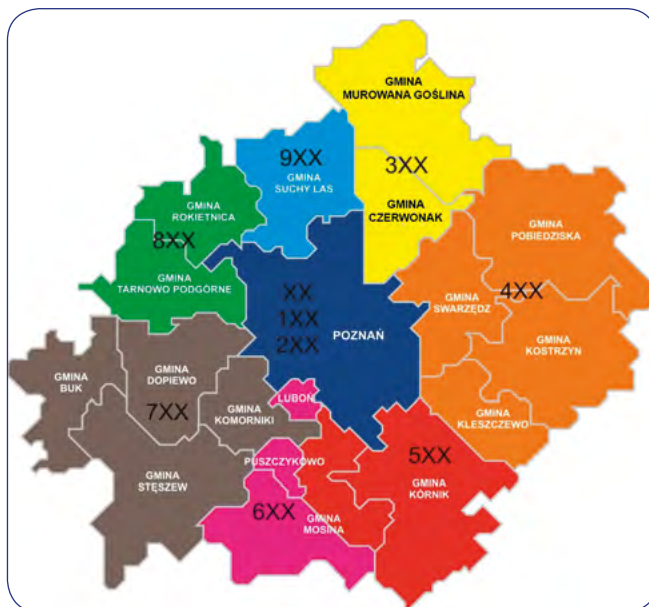 GMINA
MUROWANA GOŚLINA
9XX
GMINA
SUCHY LAS
3XX
GMINA
CZERWONAK
GMINA
ROKIETNICA
8XX
GMINA
TARNOWO PODGÓRNE
GMINA
POBIEDZISKA
4XX
GMINA
SWARZĘDZ
GMINA
KOSTRZYN
GMINA
KLESZCZEWO
XX
1XX
2XX
POZNAŃ
GMINA
BUK
GMINA
DOPIEWO
7XX
GMINA
KOMORNIKI
GMINA
STĘSZEW
LUBOŃ
PUSZCZYKOWO
6XX
GMINA
MOSINA
5XX
GMINA
KÓRNIK